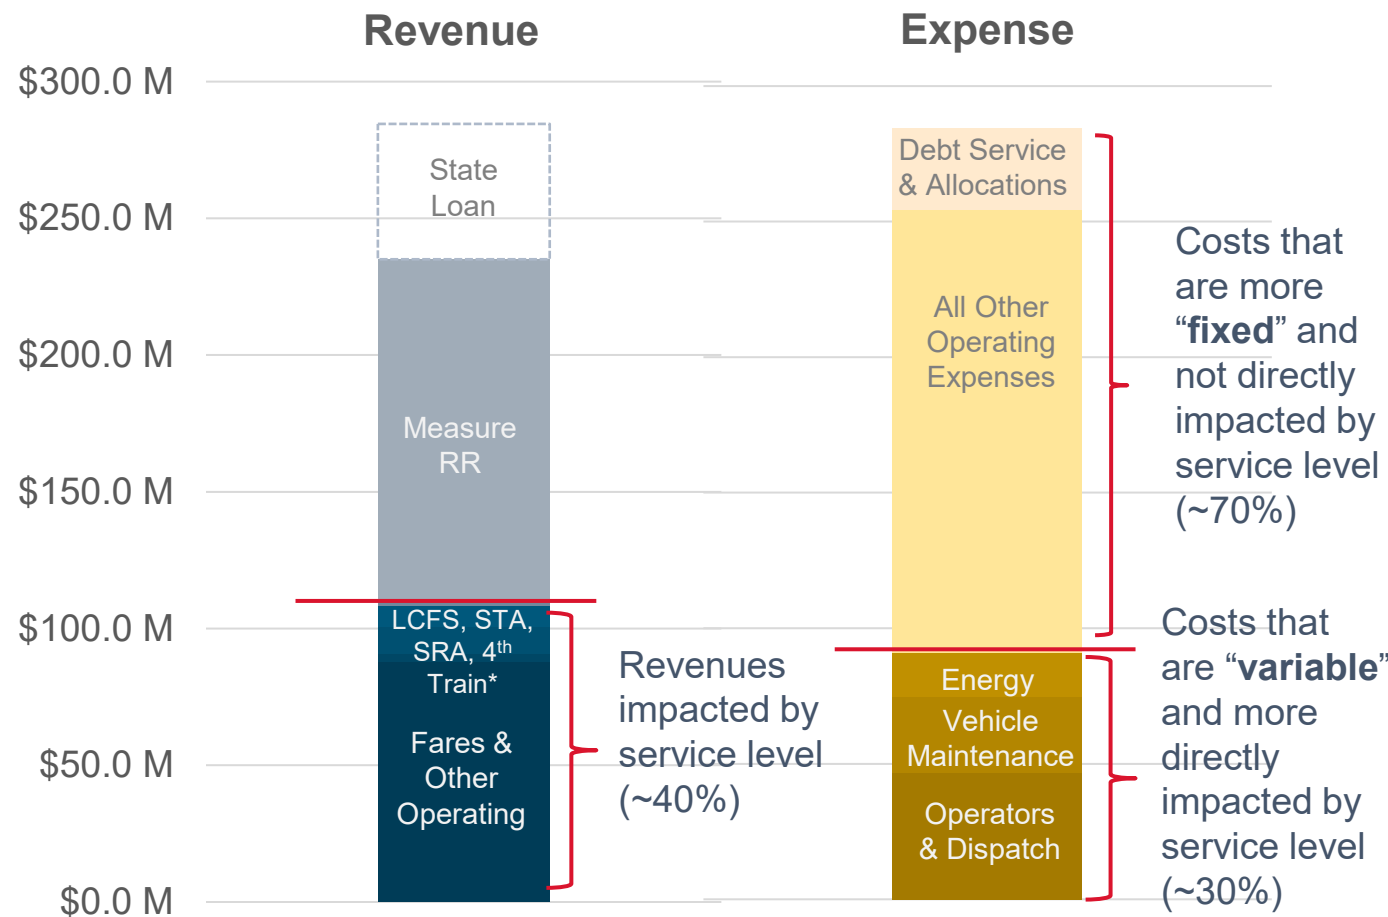 Revenue
Expense
$300.0 M
$250.0 M
$200.0 M
$150.0 M
$100.0 M
$50.0 M
$0.0 M
State
Loan
Measure
RR
LCFS, STA,
SRA, 4th
Train*
Fares &
Other
Operating
Revenues
impacted by
service level
(~40%)
Debt Service
& Allocations
All Other
Operating
Expenses
Energy
Vehicle
Maintenance
Operators
& Dispatch
Costs that
are more
“fixed” and
not directly
impacted by
service level
(~70%)
Costs that
are “variable”
and more
directly
impacted by
service level
(~30%)